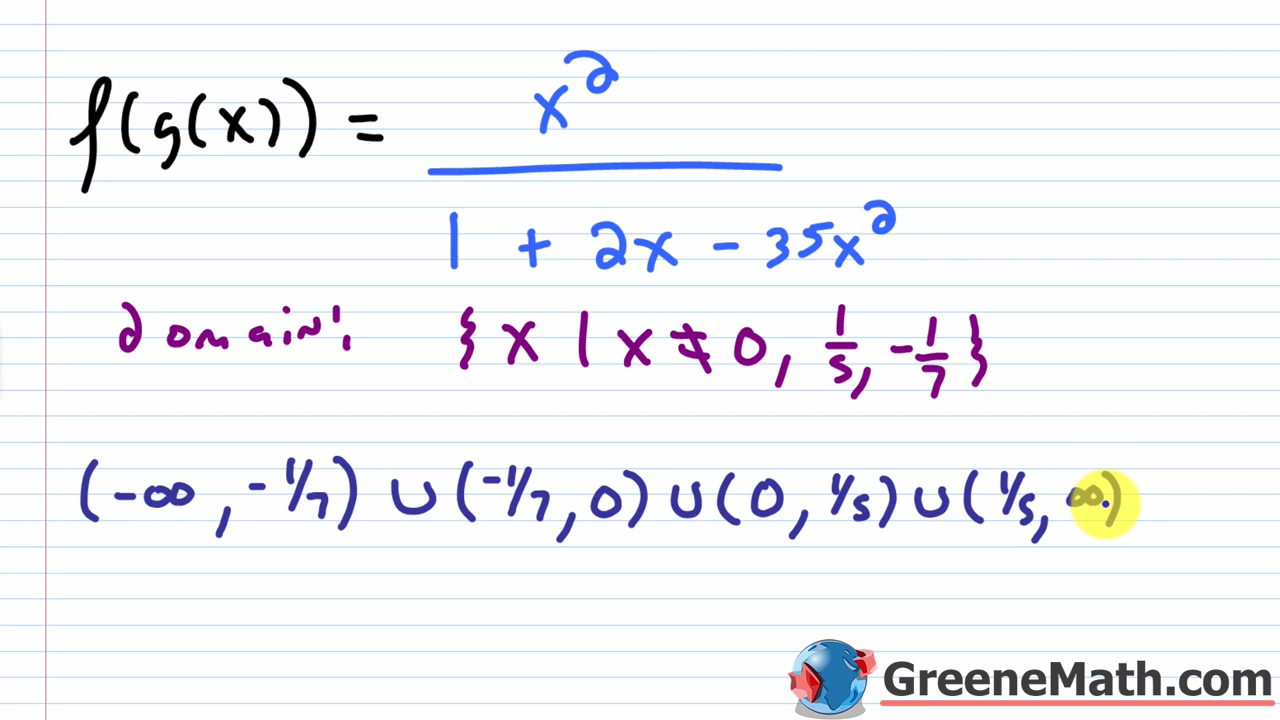 f(g(x)) = x² / (1 + 2x - 35x²)
domain: {x | x ≠ 0, 1/5, -1/7}
(-∞, -1/7) ∪ (-1/7, 0) ∪ (0, 1/5) ∪ (1/5, ∞)
GreeneMath.com